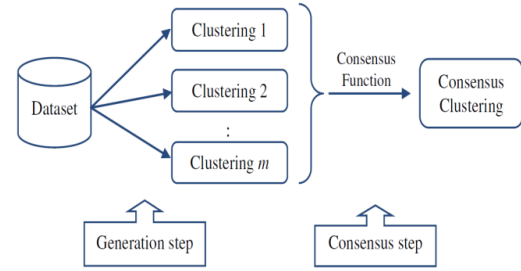 Dataset
Clustering 1
Clustering 2
:
Clustering m
Consensus
Function
Consensus
Clustering
Generation step
Consensus step